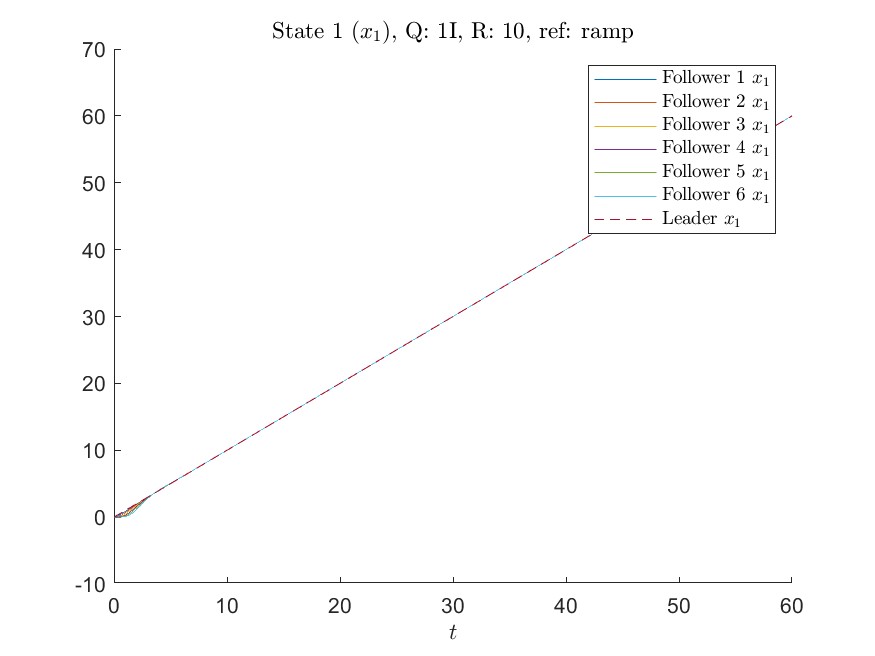 State 1 (x₁), Q: 1I, R: 10, ref: ramp
70
60
50
40
30
20
10
0
-10
Follower 1 x₁
Follower 2 x₁
Follower 3 x₁
Follower 4 x₁
Follower 5 x₁
Follower 6 x₁
Leader x₁
0 10 20 30 40 50 60
t